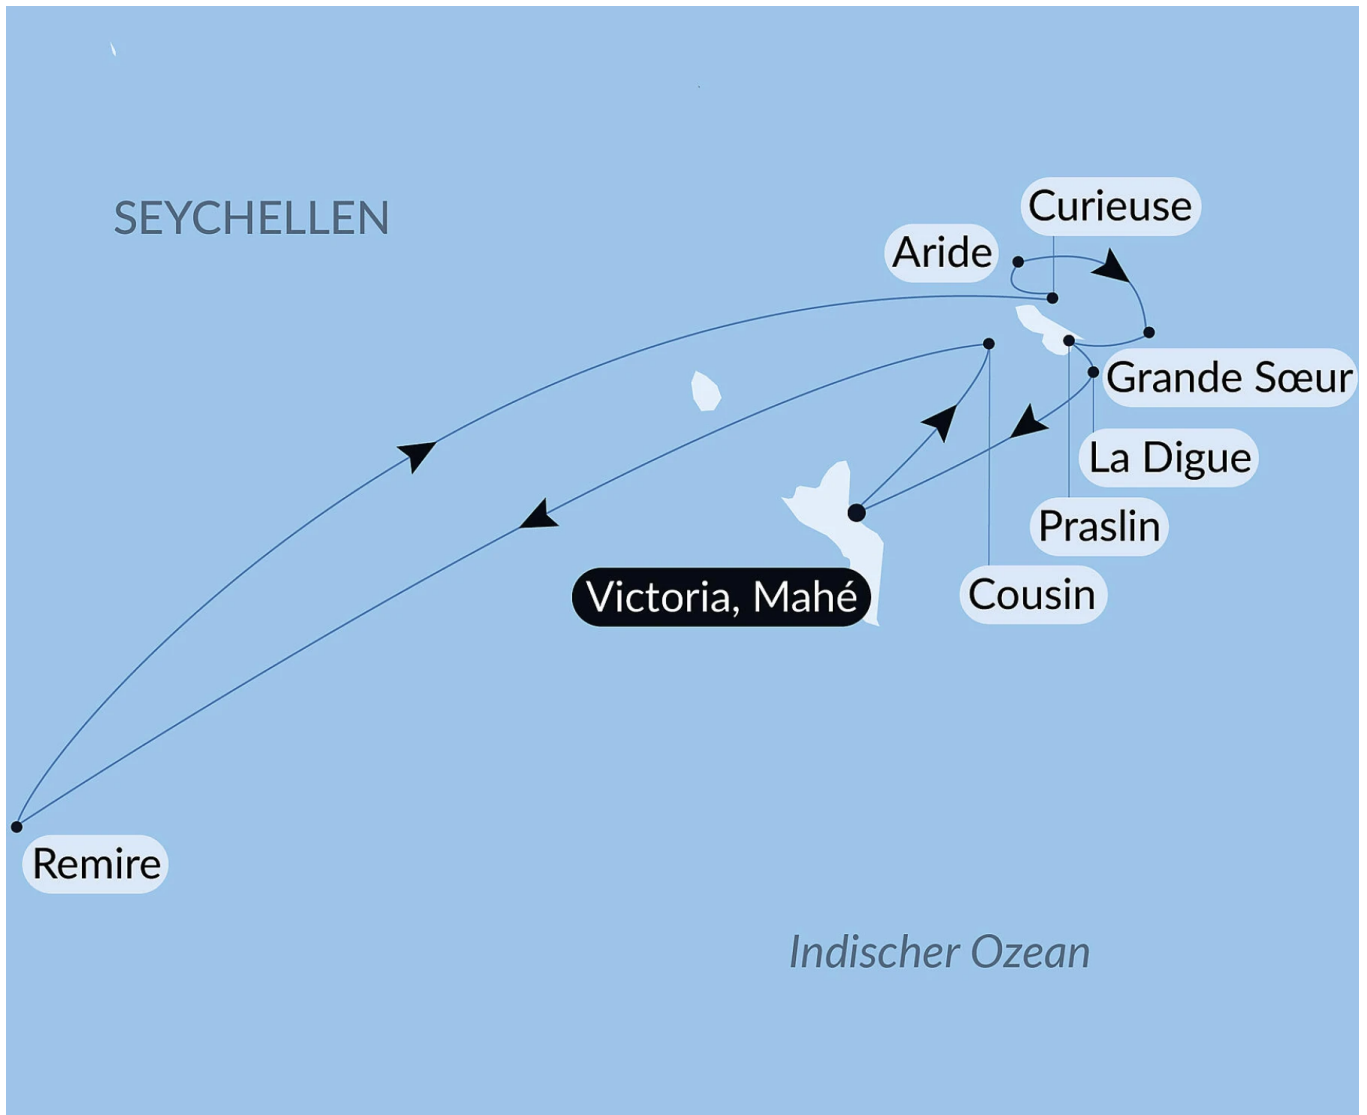 SEYCHELLEN
Curieuse
Aride
Grande Sœur
La Digue
Praslin
Cousin
Victoria, Mahé
Remire
Indischer Ozean